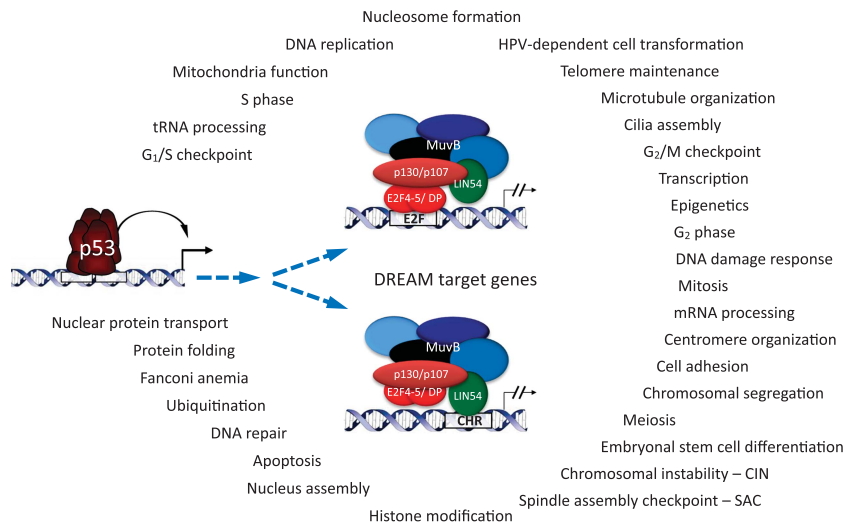 Nucleosome formation
DNA replication
HPV-dependent cell transformation
Mitochondria function
Telomere maintenance
S phase
Microtubule organization
tRNA processing
Cilia assembly
G₁/S checkpoint
G₂/M checkpoint
MuvB
p130/p107
LIN54
E2F4-5/ DP
E2F
Transcription
Epigenetics
G₂ phase
p53
DNA damage response
DREAM target genes
Mitosis
mRNA processing
Nuclear protein transport
Centromere organization
Protein folding
MuvB
p130/p107
LIN54
E2F4-5/ DP
CHR
Cell adhesion
Fanconi anemia
Chromosomal segregation
Ubiquitination
Meiosis
DNA repair
Embryonal stem cell differentiation
Apoptosis
Chromosomal instability – CIN
Nucleus assembly
Spindle assembly checkpoint – SAC
Histone modification